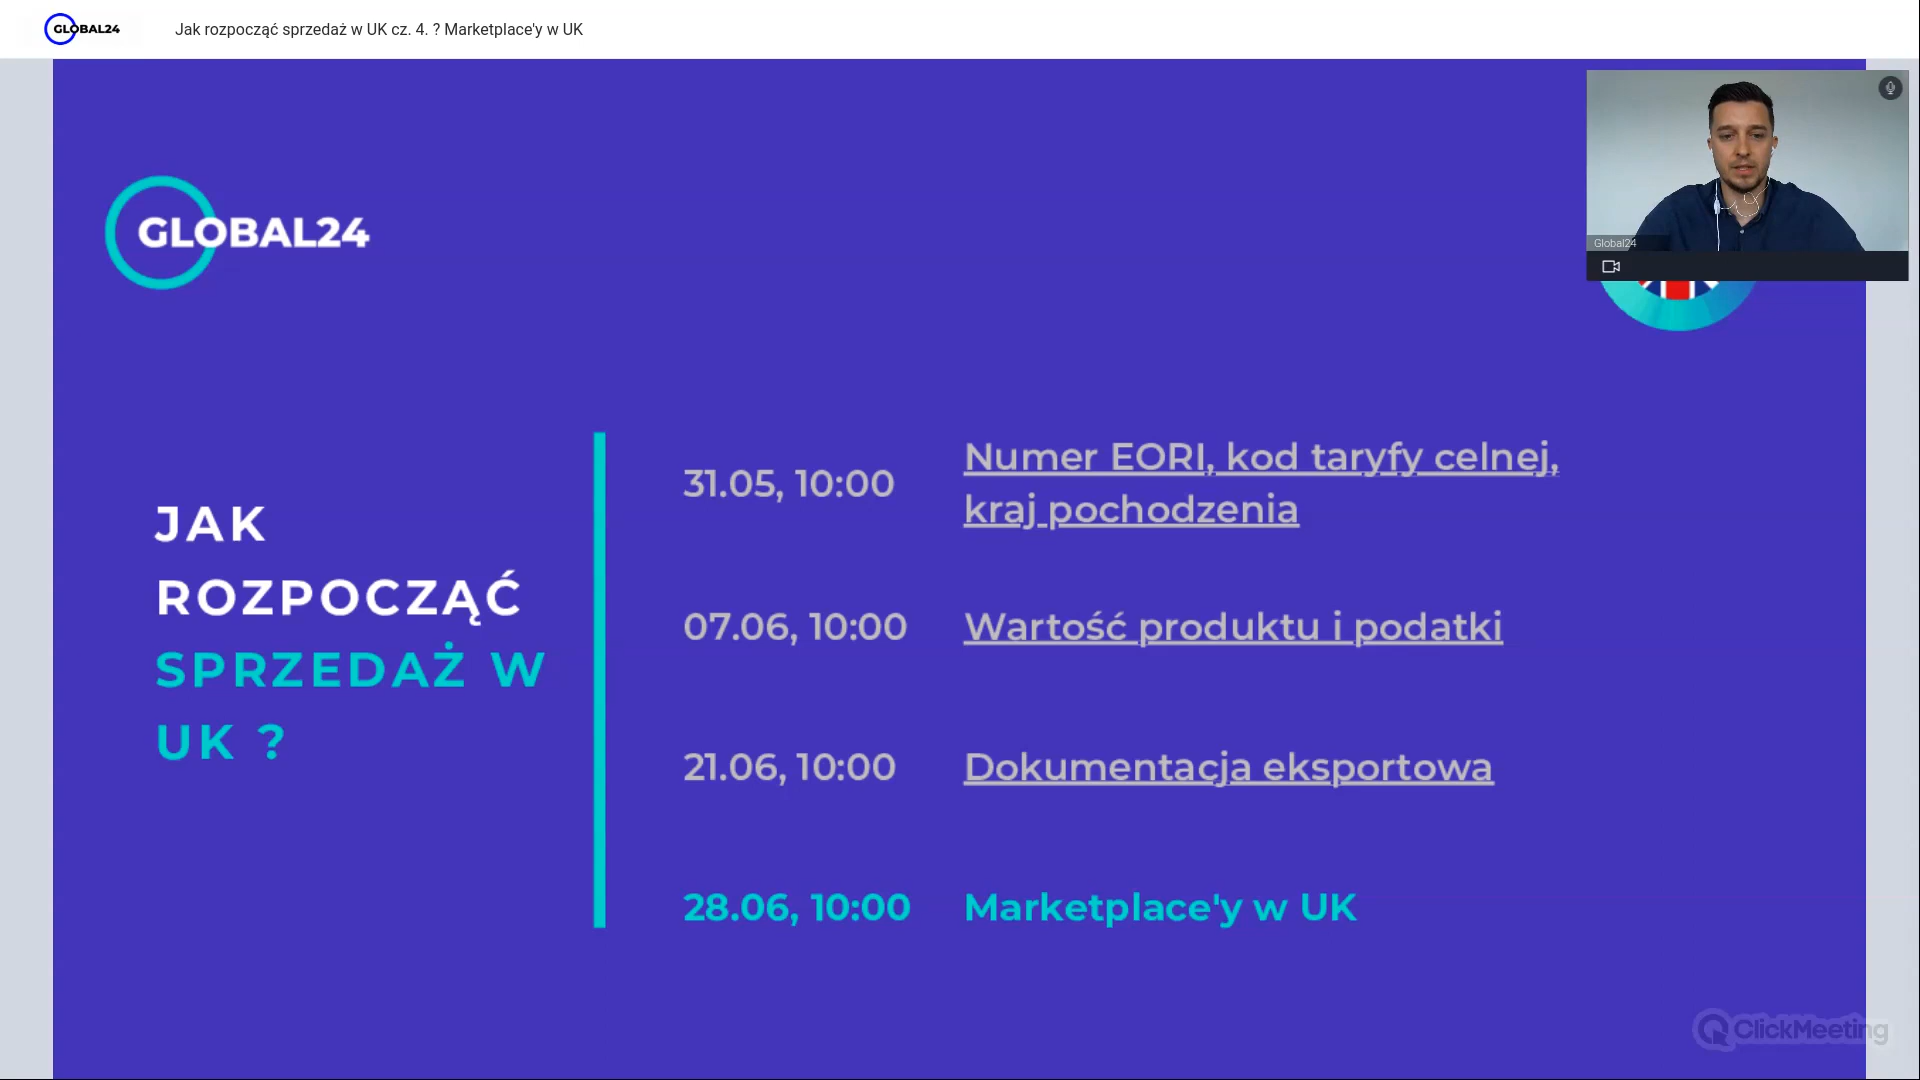 GLOBAL24
Jak rozpocząć sprzedaż w UK cz. 4. ? Marketplace'y w UK
Global24
GLOBAL24
JAK
ROZPOCZĄĆ
SPRZEDAŻ W
UK ?
31.05, 10:00
Numer EORI, kod taryfy celnej,
kraj pochodzenia
07.06, 10:00
Wartość produktu i podatki
21.06, 10:00
Dokumentacja eksportowa
28.06, 10:00
Marketplace'y w UK
ClickMeeting